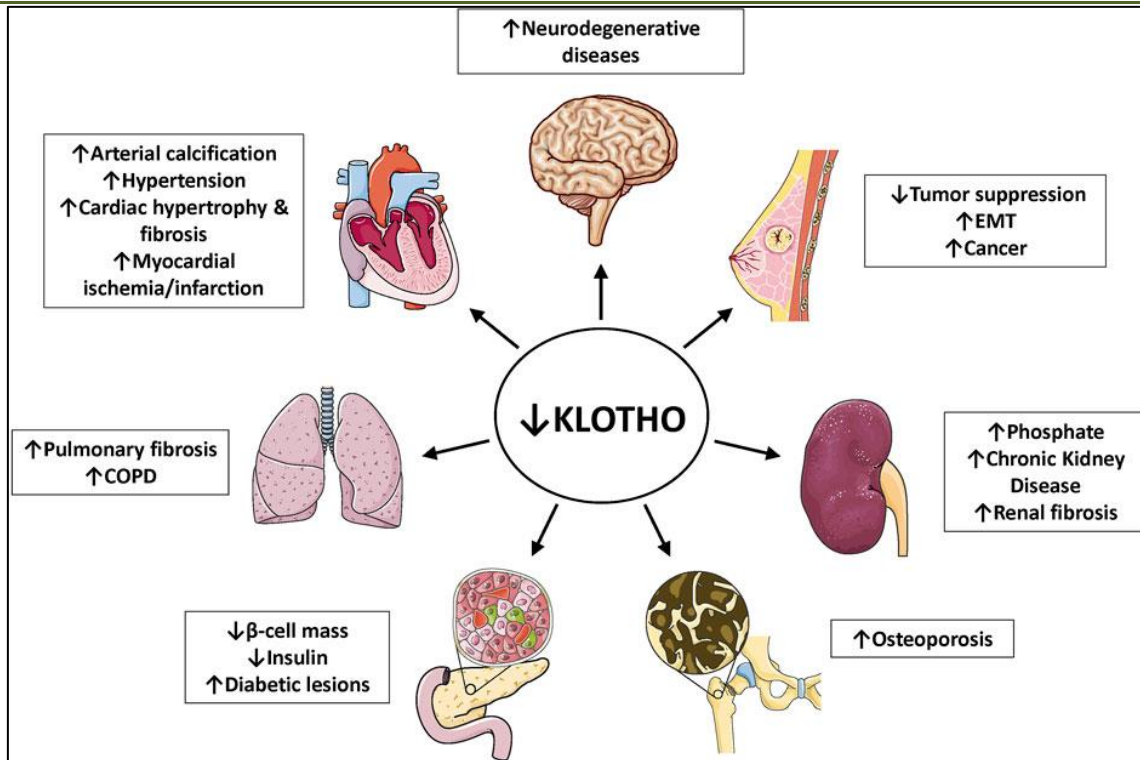 ↑Neurodegenerative
diseases
↑Arterial calcification
↑Hypertension
↑Cardiac hypertrophy &
fibrosis
↑Myocardial
ischemia/infarction
↓Tumor suppression
↑EMT
↑Cancer
↓KLOTHO
↑Pulmonary fibrosis
↑COPD
↑Phosphate
↑Chronic Kidney
Disease
↑Renal fibrosis
↓β-cell mass
↓Insulin
↑Diabetic lesions
↑Osteoporosis